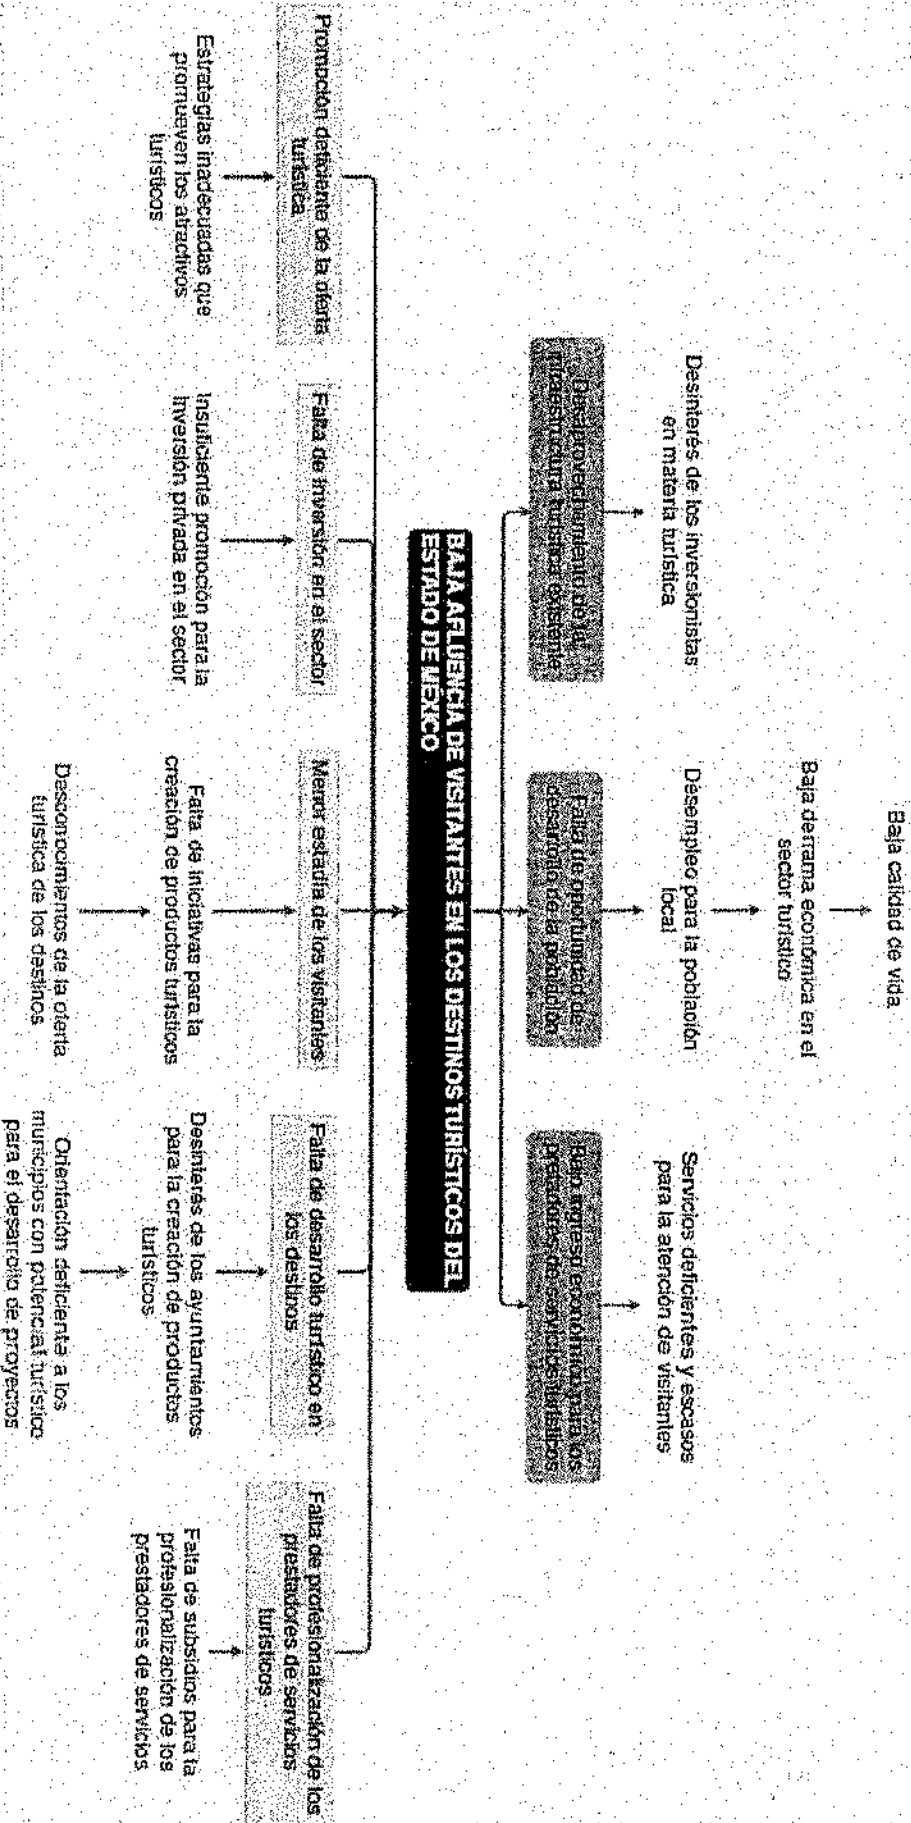 Baja calidad de vida
Baja derrama económica en el
sector turístico
Desinterés de los inversionistas
en materia turística
Desempleo para la población
local
Servicios deficientes y escasos
para la atención de visitantes
Desaprovechamiento de la
infraestructura turística existente
Falta de oportunidad de
desarrollo de la población
Bajo ingreso económico para los
pretadores de servicios turísticos
BAJA AFLUENCIA DE VISITANTES EN LOS DESTINOS TURÍSTICOS DEL
ESTADO DE MÉXICO
Promoción deficiente de la oferta
turística
Falta de inversión en el sector
Menor estadía de los visitantes
Falta de desarrollo turístico en
los destinos
Falta de profesionalización de los
prestadores de servicios
turísticos
Estrategias inadecuadas que
promueven los atractivos
turísticos
Insuficiente promoción para la
inversión privada en el sector
Falta de iniciativas para la
creación de productos turísticos
Desinterés de los ayuntamientos
para la creación de productos
turísticos
Falta de subsidios para la
profesionalización de los
prestadores de servicios
Desconocimientos de la oferta
turística de los destinos
Orientación deficiente a los
municipios con potencial turístico
para el desarrollo de proyectos